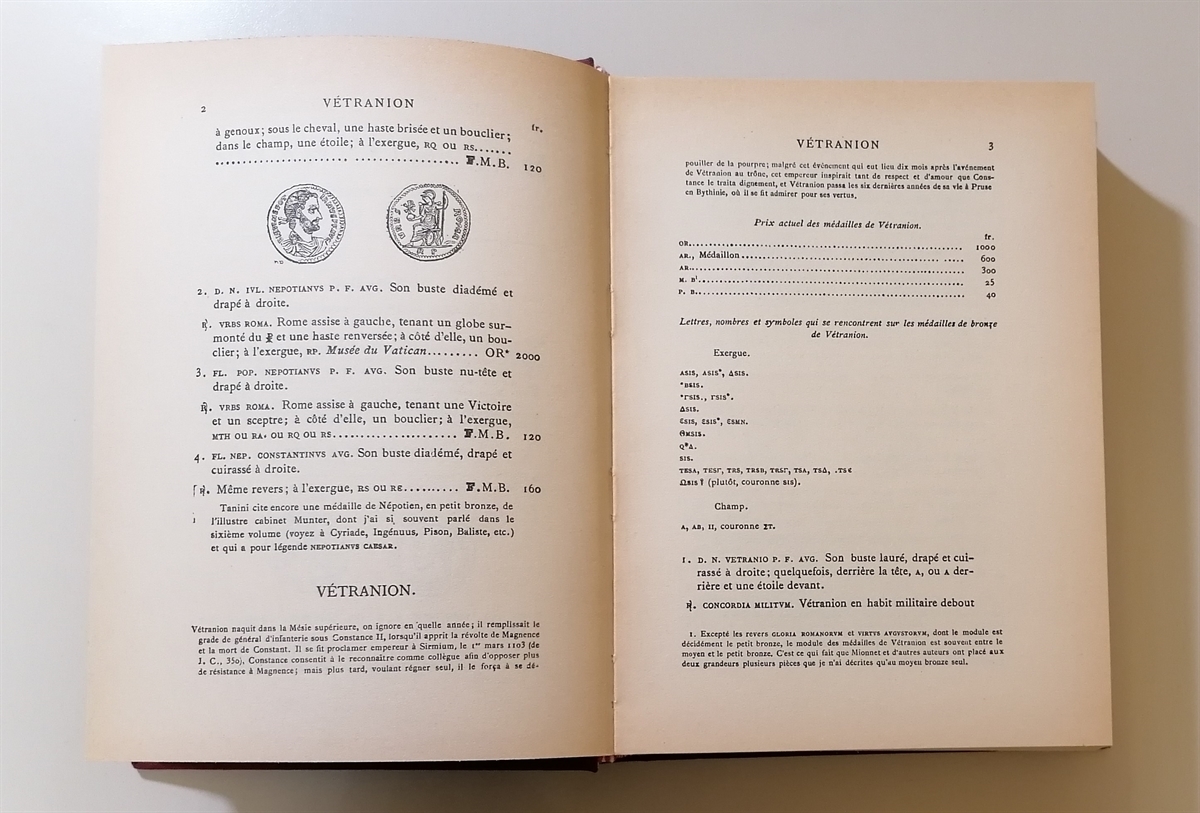 2 VÉTRANION
à genoux; sous le cheval, une haste brisée et un bouclier; fr.
dans le champ, une étoile; à l'exergue, RQ OU RS.......
........................ ................... F.M.B. 120
2. D. N. IVL. NEPOTIANVS P. F. AVG. Son buste diadémé et
drapé à droite.
℟. VRBS ROMA. Rome assise à gauche, tenant un globe sur-
monté du ☧ et une haste renversée; à côté d'elle, un bou-
clier; à l'exergue, RP. Musée du Vatican......... OR* 2000
3. FL. POP. NEPOTIANVS P. F. AVG. Son buste nu-tête et
drapé à droite.
℟. VRBS ROMA. Rome assise à gauche, tenant une Victoire
et un sceptre; à côté d'elle, un bouclier; à l'exergue,
MTH OU RA. OU RQ OU RS..................... F.M.B. 120
4. FL. NEP. CONSTANTINVS AVG. Son buste diadémé, drapé et
cuirassé à droite.
℟. Même revers; à l'exergue, RS OU RE.......... F.M.B. 160
Tanini cite encore une médaille de Népotien, en petit bronze, de
l'illustre cabinet Munter, dont j'ai si souvent parlé dans le
sixième volume (voyez à Cyriade, Ingénuus, Pison, Baliste, etc.)
et qui a pour légende NEPOTIANVS CAESAR.
VÉTRANION.
Vétranion naquit dans la Mésie supérieure, on ignore en quelle année; il remplissait le
grade de général d'infanterie sous Constance II, lorsqu'il apprit la révolte de Magnence
et la mort de Constant. Il se fit proclamer empereur à Sirmium, le 1er mars 1103 (de
J. C., 350). Constance consentit à le reconnaître comme collègue afin d'opposer plus
de résistance à Magnence; mais plus tard, voulant régner seul, il le força à se dé-
VÉTRANION 3
pouiller de la pourpre; malgré cet événement qui eut lieu dix mois après l'avénement
de Vétranion au trône, cet empereur inspirait tant de respect et d'amour que Cons-
tance le traita dignement, et Vétranion passa les six dernières années de sa vie à Pruse
en Bythinie, où il se fit admirer pour ses vertus.
Prix actuel des médailles de Vétranion.
fr.
OR............................................................ 1000
AR., Médaillon............................................ ..... 600
AR............................................................ 300
M. B¹......................................................... 25
P. B.......................................................... 40
Lettres, nombres et symboles qui se rencontrent sur les médailles de bronze
de Vétranion.
Exergue.
ASIS, ASIS*, ΔSIS.
*BƐIS.
*ΓSIS., ΓSIS*.
ΔSIS.
ƐSIS, ƐSIS*, ƐSMN.
ΘMSIS.
Q*Δ.
SIS.
TESA, TESΓ, TRS, TRSB, TRSΓ, TSA, TSΔ, .TSЄ
(plutôt, couronne SIS).
Champ.
A, AB, II, couronne
1. D. N. VETRANIO P. F. AVG. Son buste lauré, drapé et cui-
rassé à droite; quelquefois, derrière la tête, A, ou A der-
rière et une étoile devant.
℟. CONCORDIA MILITVM. Vétranion en habit militaire debout
1. Excepté les revers GLORIA ROMANORVM et VIRTVS AVGVSTORVM, dont le module est
décidément le petit bronze, le module des médailles de Vétranion est souvent entre le
moyen et le petit bronze. C'est ce qui fait que Mionnet et d'autres auteurs ont placé aux
deux grandeurs plusieurs pièces que je n'ai décrites qu'au moyen bronze seul.